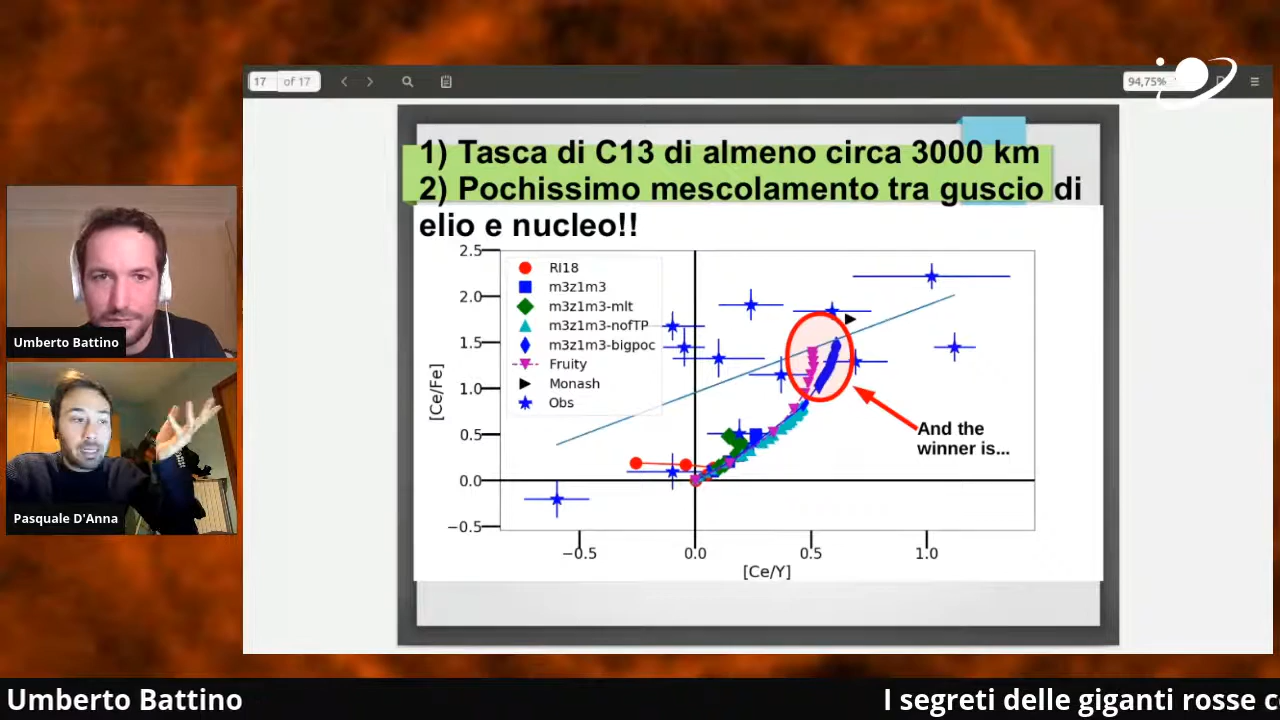 17 of 17
94,75%
1) Tasca di C13 di almeno circa 3000 km
2) Pochissimo mescolamento tra guscio di
elio e nucleo!!
2.5
2.0
1.5
1.0
0.5
0.0
−0.5
[Ce/Fe]
RI18
m3z1m3
m3z1m3-mlt
m3z1m3-nofTP
m3z1m3-bigpoc
Fruity
Monash
Obs
And the
winner is...
−0.5 0.0 0.5 1.0
[Ce/Y]
Umberto Battino
Pasquale D'Anna
Umberto Battino
I segreti delle giganti rosse c